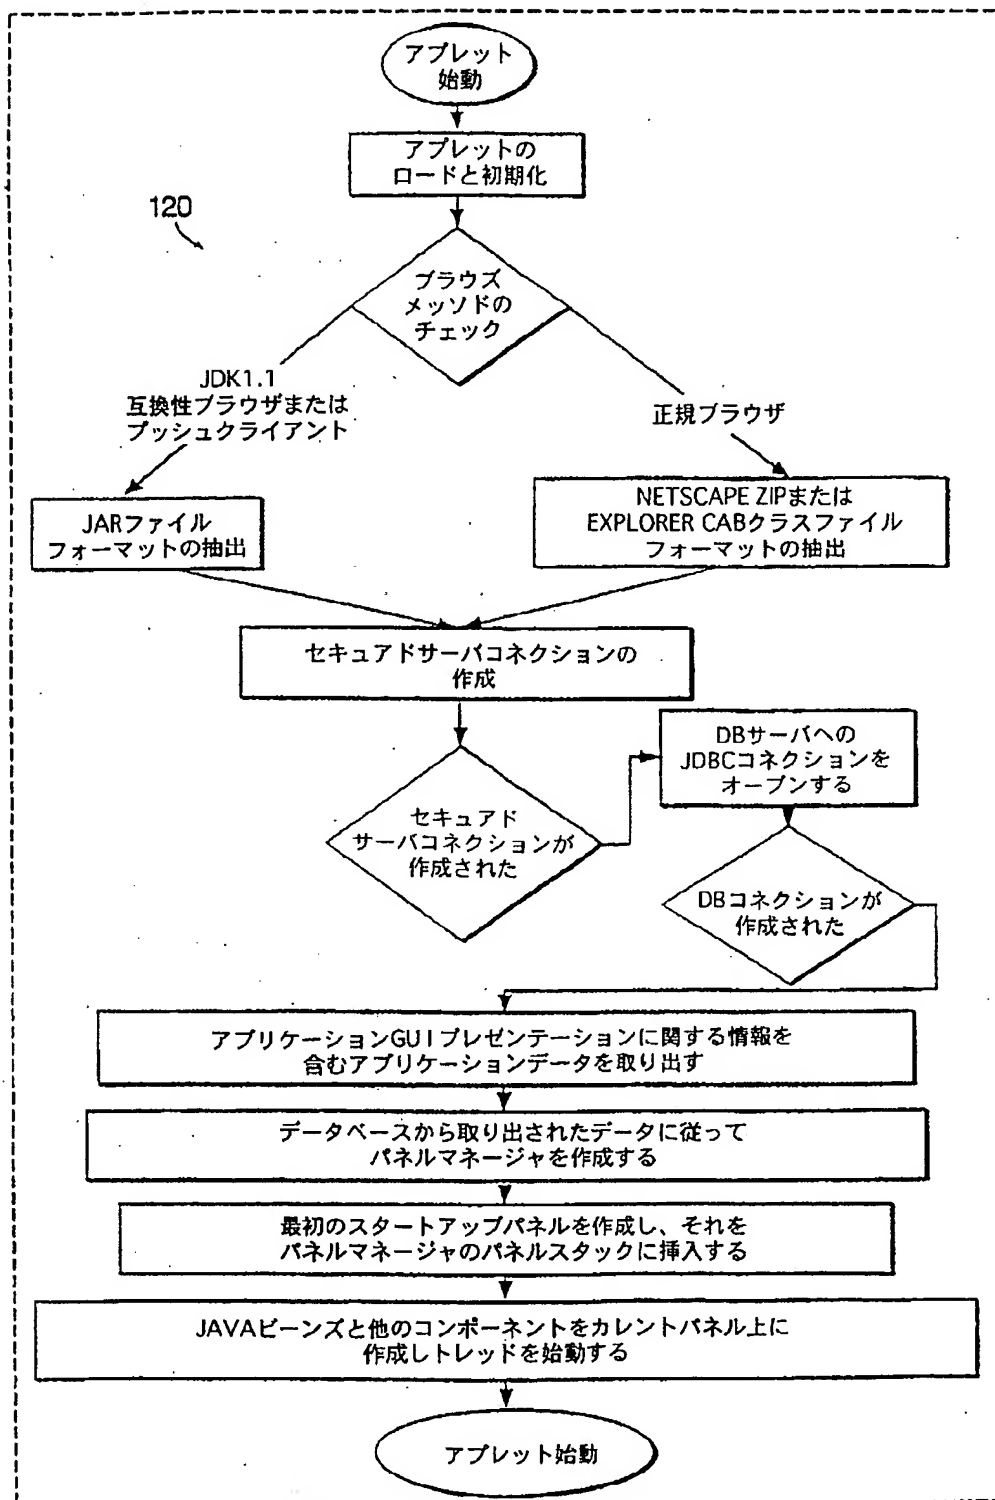 アプレット
始動
アプレットの
ロードと初期化
120
ブラウズ
メッソドの
チェック
JDK1.1
互換性ブラウザまたは
プッシュクライアント
正規ブラウザ
JARファイル
フォーマットの抽出
NETSCAPE ZIPまたは
EXPLORER CABクラスファイル
フォーマットの抽出
セキュアドサーバコネクションの
作成
DBサーバへの
JDBCコネクションを
オープンする
セキュアド
サーバコネクションが
作成された
DBコネクションが
作成された
アプリケーションGUIプレゼンテーションに関する情報を
含むアプリケーションデータを取り出す
データベースから取り出されたデータに従って
パネルマネージャを作成する
最初のスタートアップパネルを作成し、それを
パネルマネージャのパネルスタックに挿入する
JAVAビーンズと他のコンポーネントをカレントパネル上に
作成しトレッドを始動する
アプレット始動